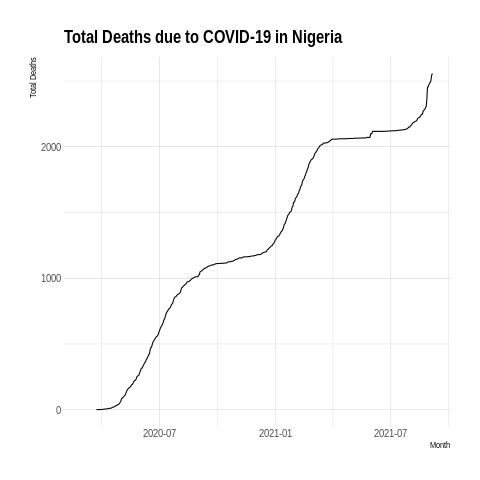 Total Deaths due to COVID-19 in Nigeria
Total Deaths
2000
1000
0
2020-07
2021-01
2021-07
Month